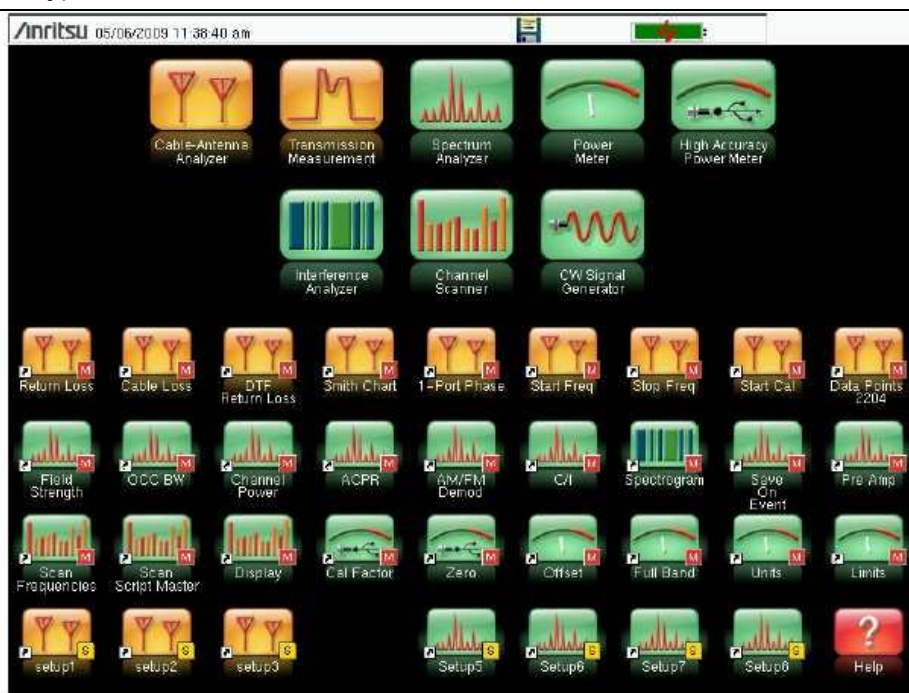 /inritsu 05/06/2009 11:38:40 am
Cable-Antenna
Analyzer
Transmission
Measurement
Spectrum
Analyzer
Power
Meter
High Accuracy
Power Meter
Interference
Analyzer
Channel
Scanner
CW Signal
Generator
Return Loss
Cable Loss
DTF
Return Loss
Smith Chart
1-Port Phase
Start Freq
Stop Freq
Start Cal
Data Points
2204
M M M M M M M M M
Field
Strength
OCC BW
Channel
Power
ACPR
AM/FM
Demod
C/I
Spectrogram
Save
On
Event
Pre Amp
M M M M M M M M M
Scan
Frequencies
Scan
Script Master
Display
Cal Factor
Zero
Offset
Full Band
Units
Limits
M M M M M M M M M
setup1
setup2
setup3
Setup5
Setup6
Setup7
Setup8
?
Help
S S S S S S S